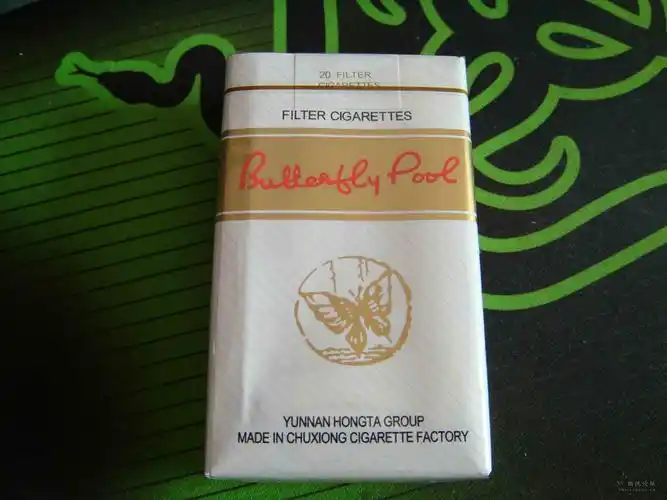 20 FILTER
CIGARETTES
FILTER CIGARETTES
Butterfly Pool
YUNNAN HONGTA GROUP
MADE IN CHUXIONG CIGARETTE FACTORY